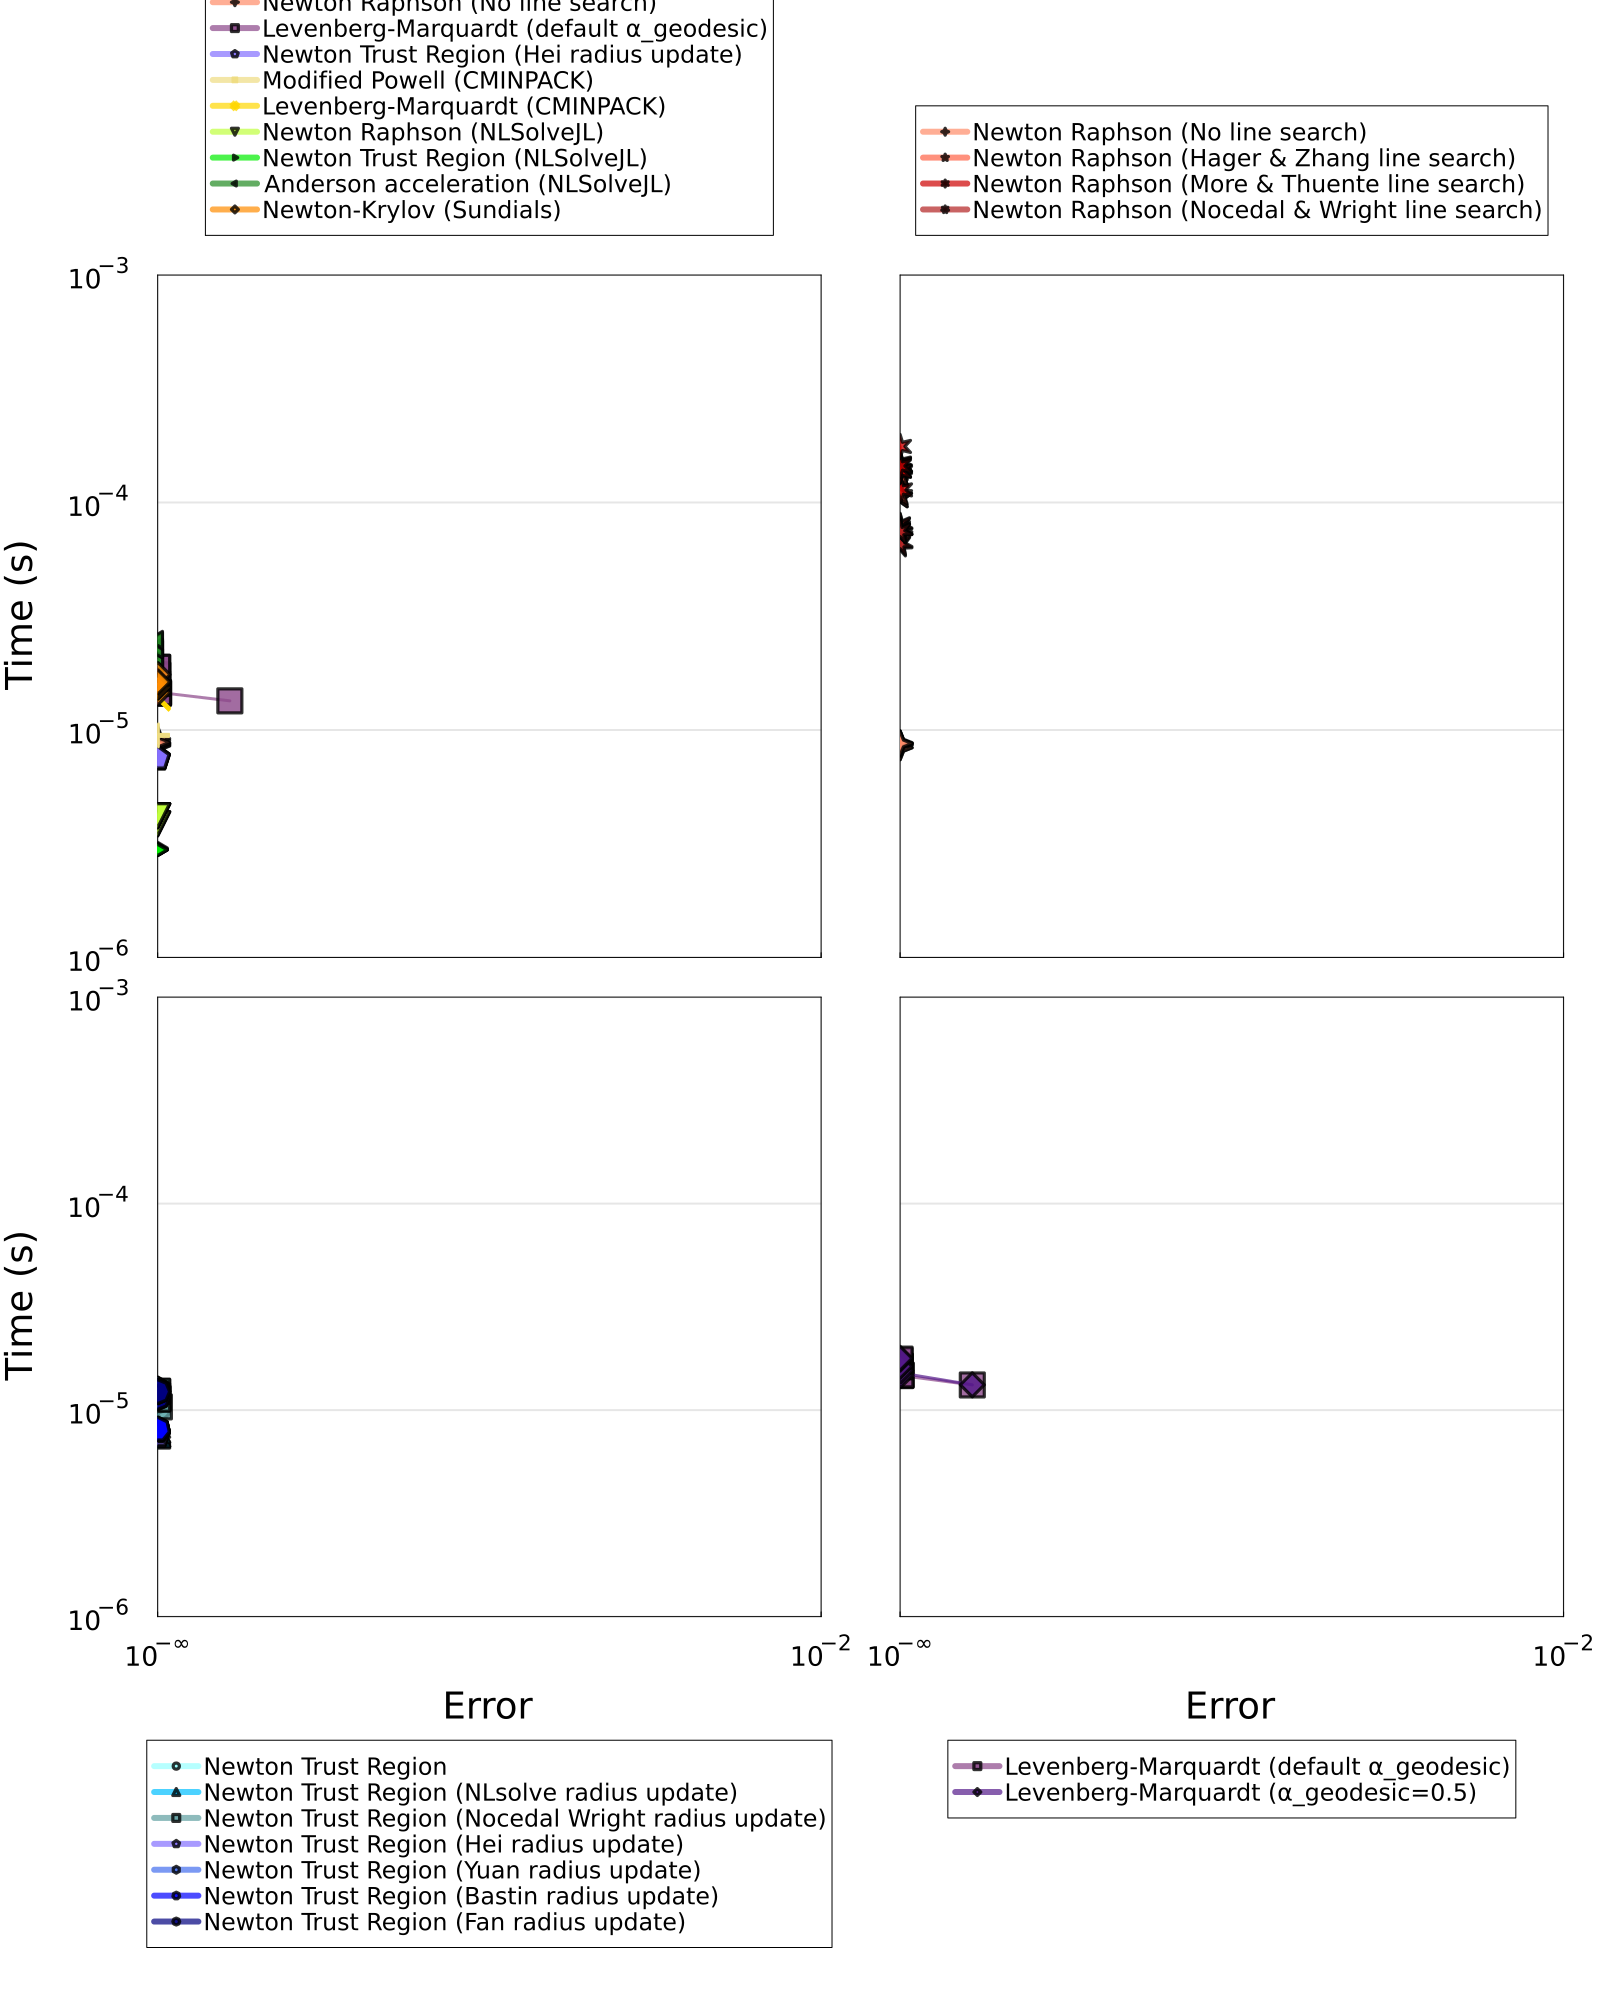 Newton Raphson (No line search)
Levenberg-Marquardt (default α_geodesic)
Newton Trust Region (Hei radius update)
Modified Powell (CMINPACK)
Levenberg-Marquardt (CMINPACK)
Newton Raphson (NLSolveJL)
Newton Trust Region (NLSolveJL)
Anderson acceleration (NLSolveJL)
Newton-Krylov (Sundials)
Newton Raphson (No line search)
Newton Raphson (Hager & Zhang line search)
Newton Raphson (More & Thuente line search)
Newton Raphson (Nocedal & Wright line search)
10⁻³
10⁻⁴
10⁻⁵
10⁻⁶
Time (s)
10⁻³
10⁻⁴
10⁻⁵
10⁻⁶
Time (s)
10^−∞ 10⁻²
10^−∞ 10⁻²
Error
Error
Newton Trust Region
Newton Trust Region (NLsolve radius update)
Newton Trust Region (Nocedal Wright radius update)
Newton Trust Region (Hei radius update)
Newton Trust Region (Yuan radius update)
Newton Trust Region (Bastin radius update)
Newton Trust Region (Fan radius update)
Levenberg-Marquardt (default α_geodesic)
Levenberg-Marquardt (α_geodesic=0.5)